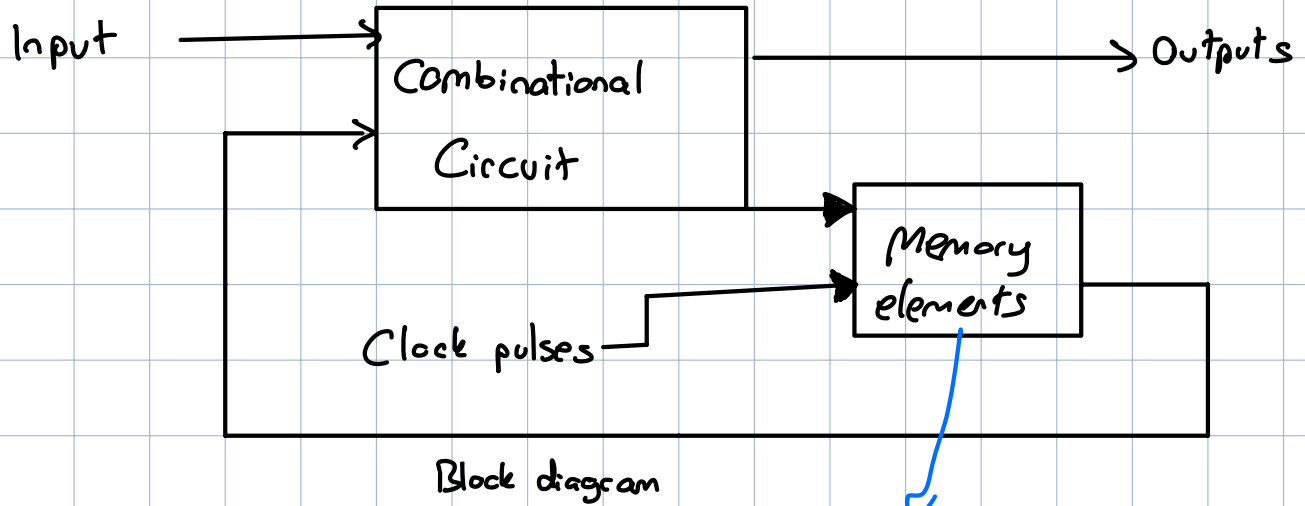 Input
Combinational
Circuit
Outputs
Memory
elements
Clock pulses
Block diagram